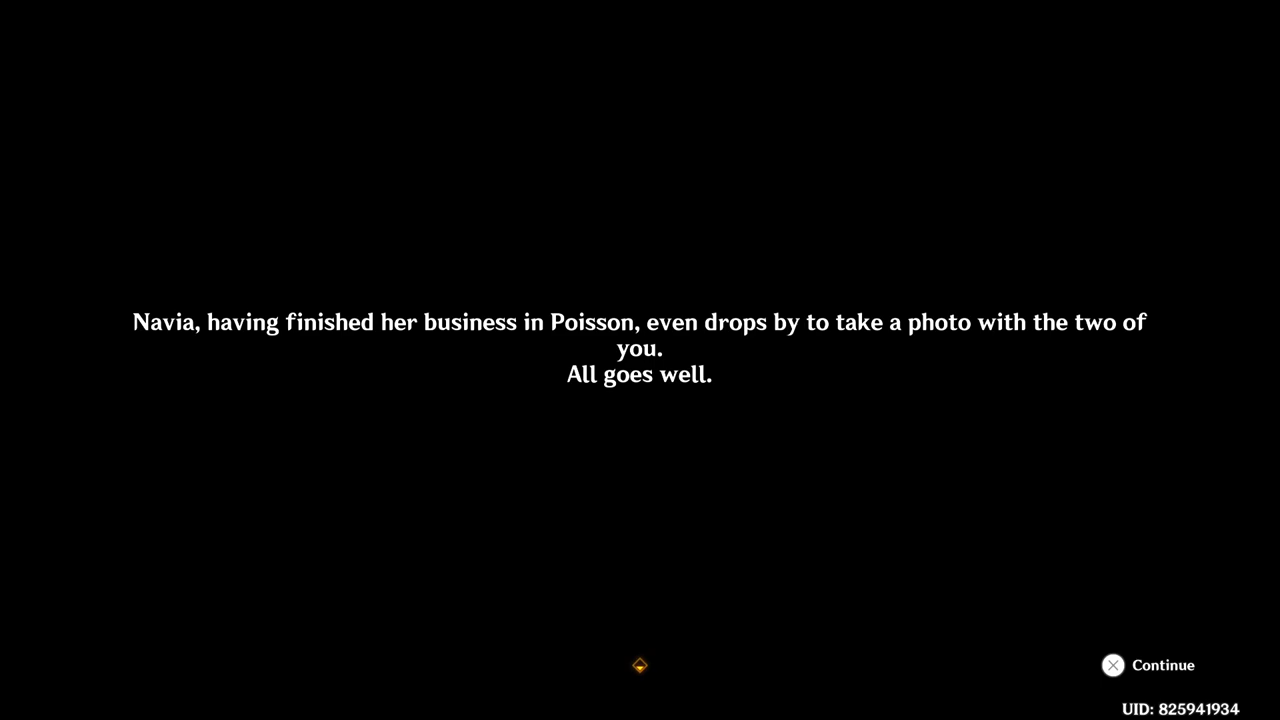 Navia, having finished her business in Poisson, even drops by to take a photo with the two of
you.
All goes well.
Continue
UID: 825941934